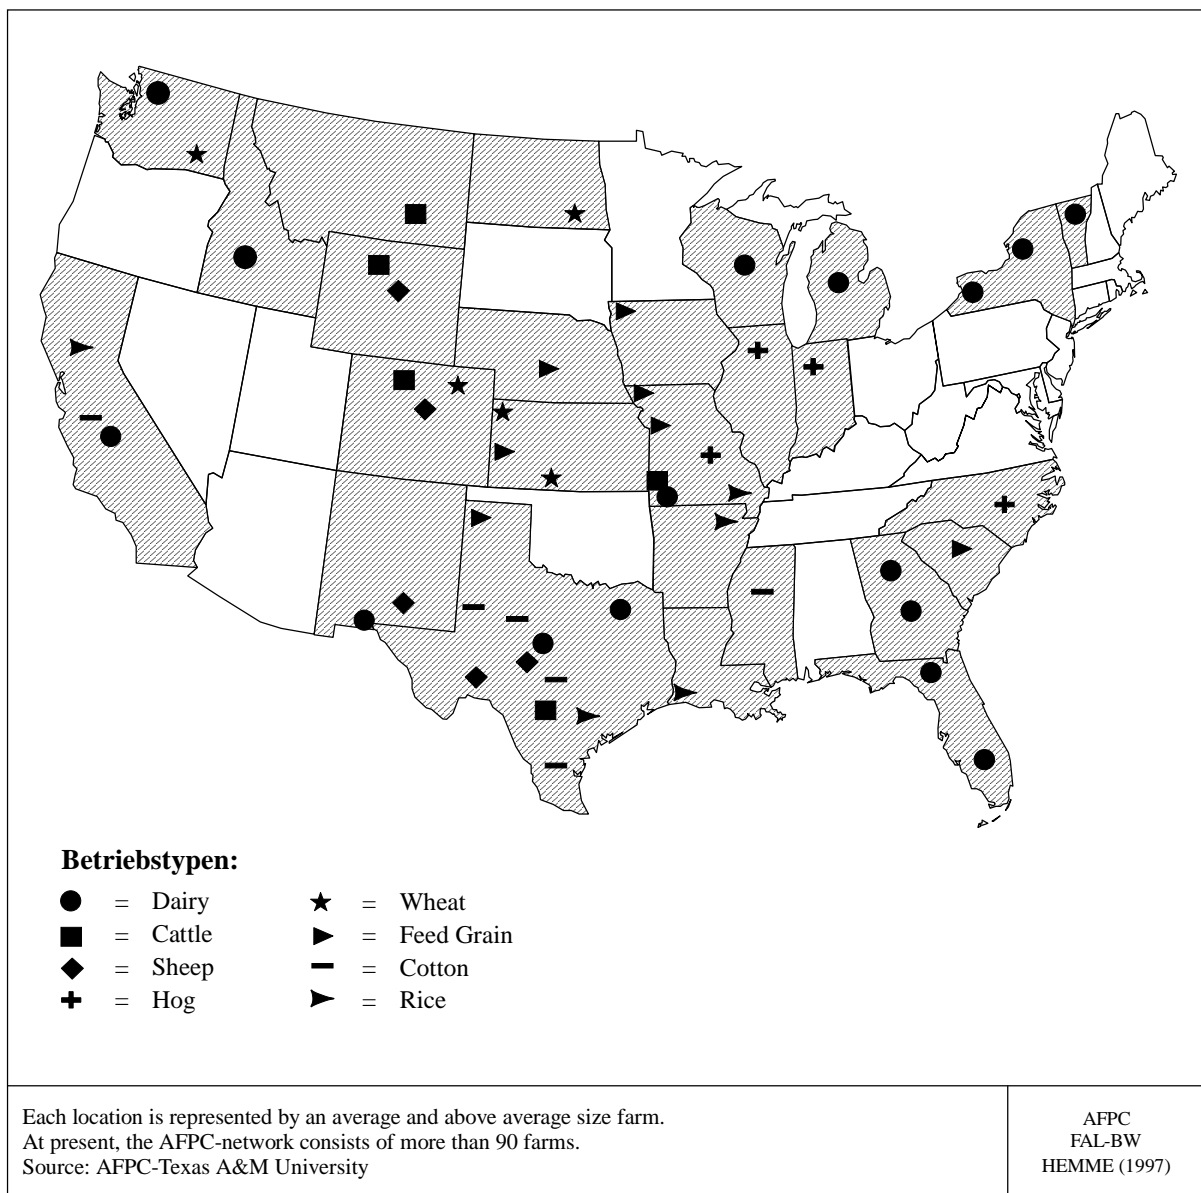 Betriebstypen:
= Dairy
= Cattle
= Sheep
= Hog
= Wheat
= Feed Grain
= Cotton
= Rice
Each location is represented by an average and above average size farm.
At present, the AFPC-network consists of more than 90 farms.
Source: AFPC-Texas A&M University
AFPC
FAL-BW
HEMME (1997)